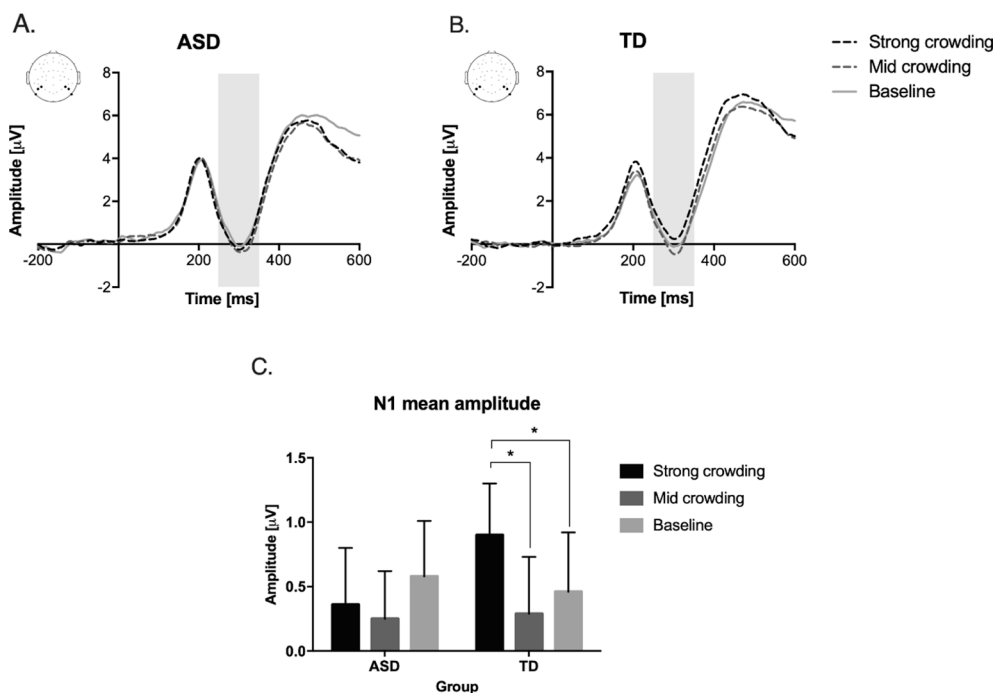 A.
ASD
8
6
4
2
-2
-200
200
400
600
Amplitude [µV]
Time [ms]
B.
TD
8
6
4
2
-2
-200
0
200
400
600
Amplitude [µV]
Time [ms]
Strong crowding
Mid crowding
Baseline
C.
N1 mean amplitude
1.5
1.0
0.5
0.0
Amplitude [µV]
*
*
ASD
TD
Group
Strong crowding
Mid crowding
Baseline